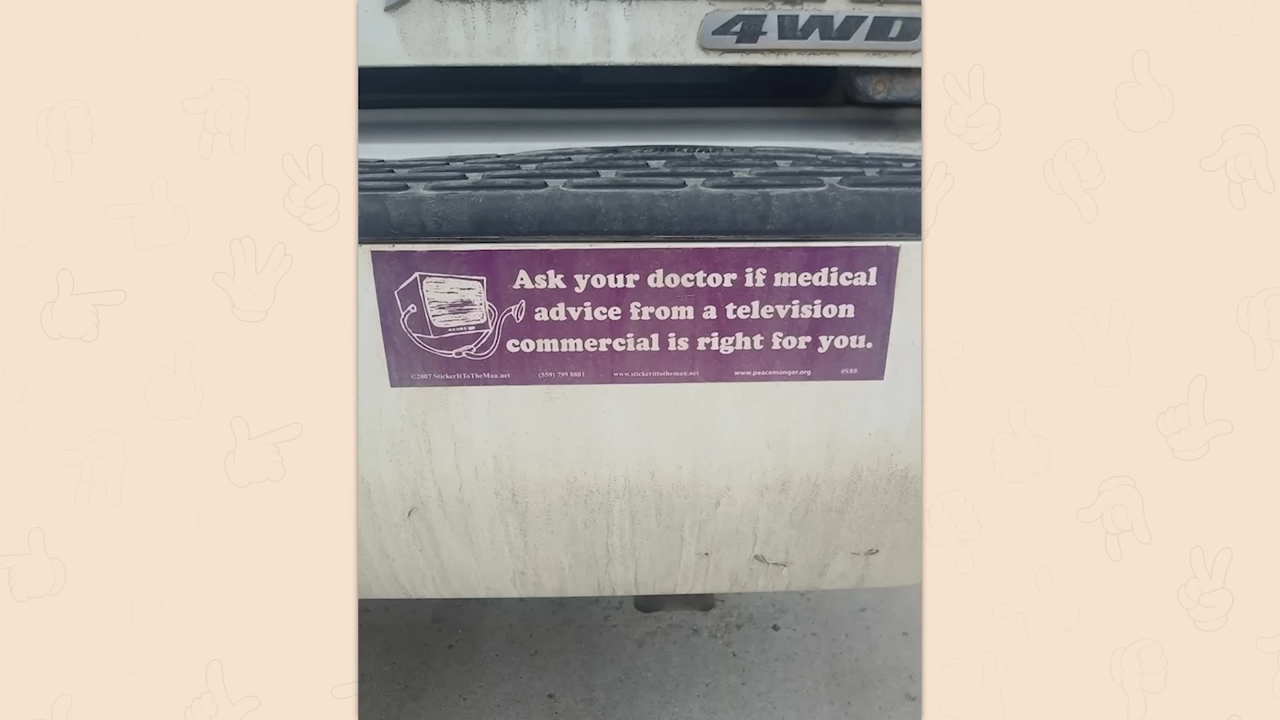 4WD
Ask your doctor if medical
advice from a television
commercial is right for you.
©2007 StickerItToTheMan.net (559) 799 8801 www.stickerittotheman.net www.peacemonger.org